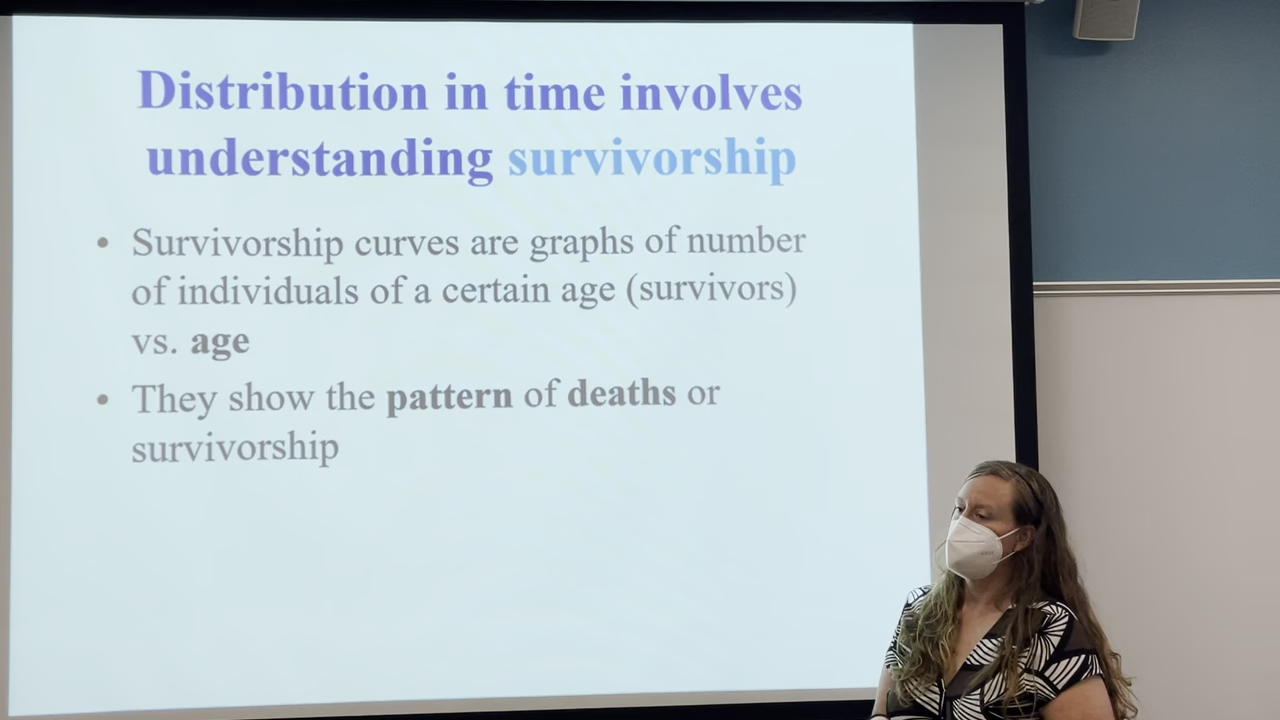 Distribution in time involves
understanding survivorship
• Survivorship curves are graphs of number
of individuals of a certain age (survivors)
vs. age
• They show the pattern of deaths or
survivorship